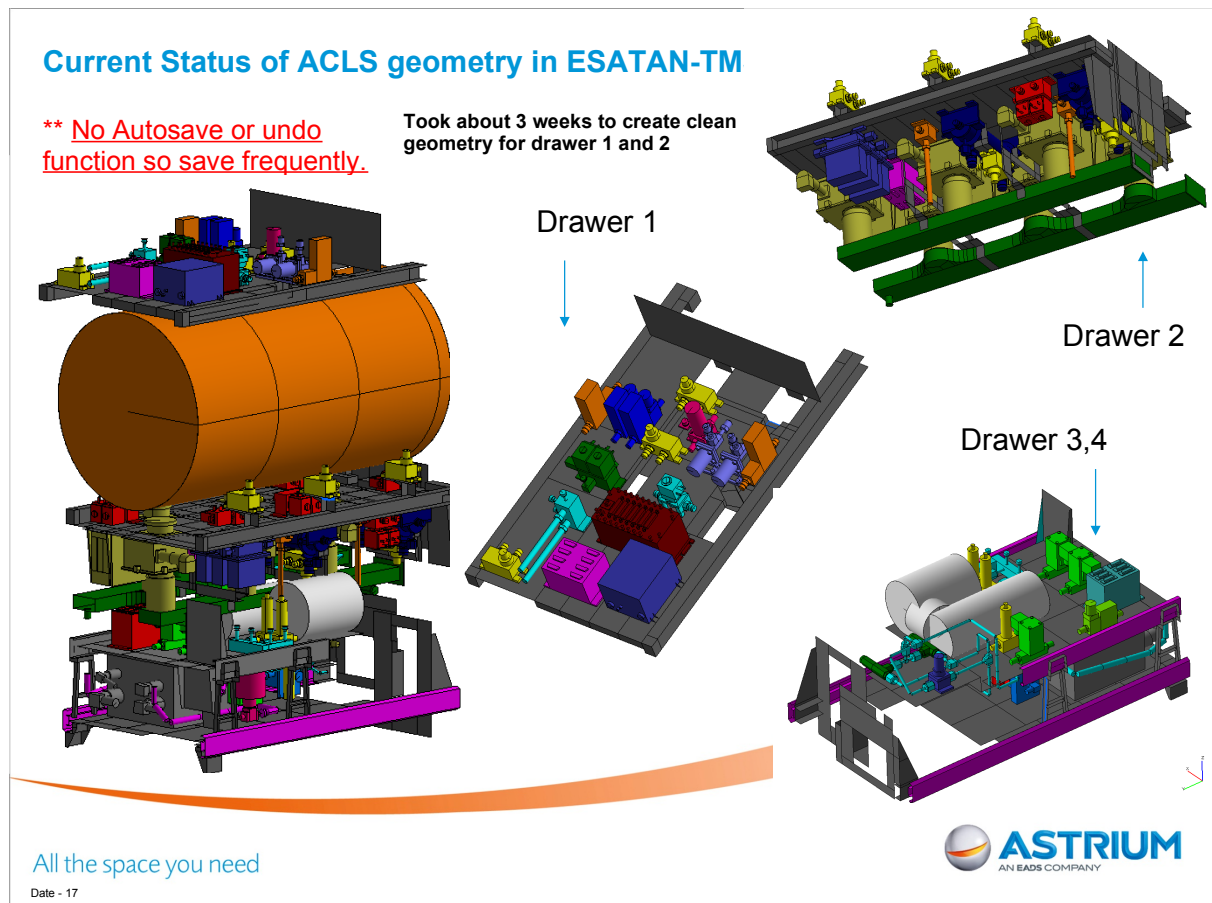 Current Status of ACLS geometry in ESATAN-TM
** No Autosave or undo
function so save frequently.
Took about 3 weeks to create clean
geometry for drawer 1 and 2
Drawer 1
Drawer 2
Drawer 3,4
All the space you need
Date - 17
ASTRIUM
AN EADS COMPANY